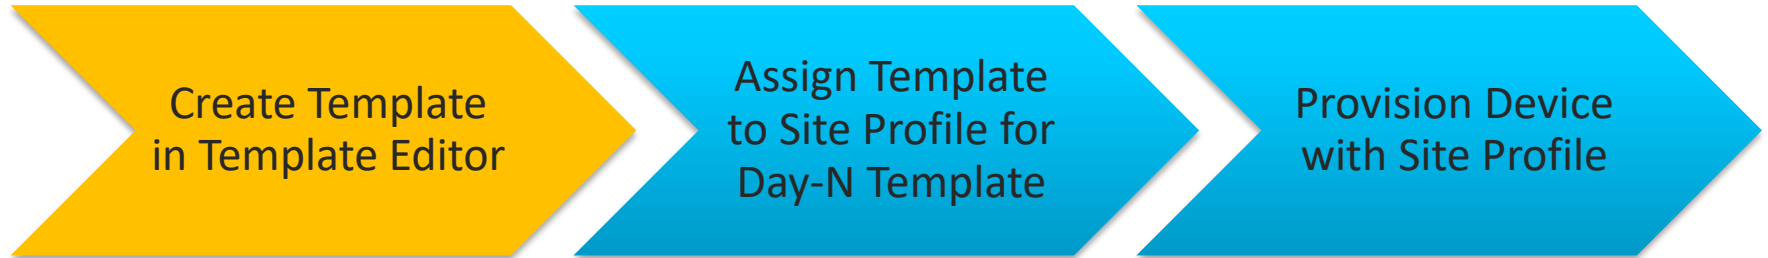 Create Template
in Template Editor
Assign Template
to Site Profile for
Day-N Template
Provision Device
with Site Profile